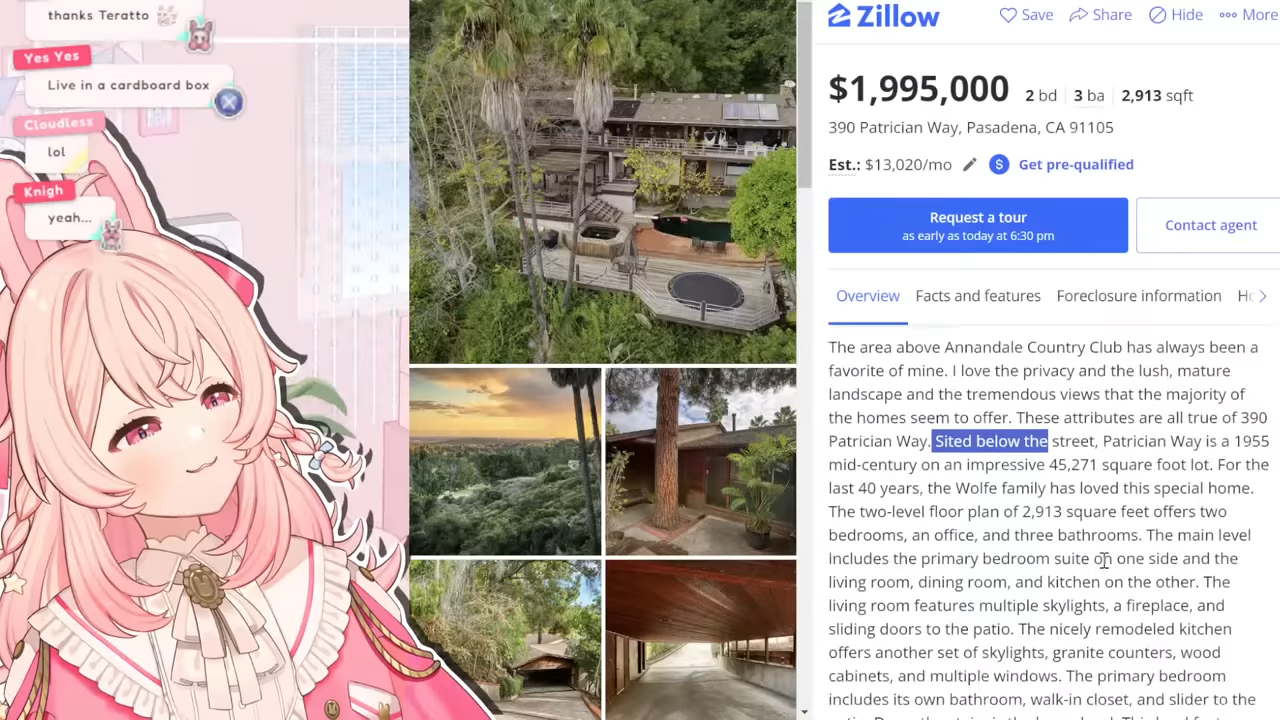 thanks Teratto
Yes Yes
Live in a cardboard box
Cloudless
lol
Knigh
yeah...
Zillow
Save Share Hide More
$1,995,000 2 bd 3 ba 2,913 sqft
390 Patrician Way, Pasadena, CA 91105
Est.: $13,020/mo $ Get pre-qualified
Request a tour
as early as today at 6:30 pm
Contact agent
Overview Facts and features Foreclosure information
The area above Annandale Country Club has always been a
favorite of mine. I love the privacy and the lush, mature
landscape and the tremendous views that the majority of
the homes seem to offer. These attributes are all true of 390
Patrician Way. Sited below the street, Patrician Way is a 1955
mid-century on an impressive 45,271 square foot lot. For the
last 40 years, the Wolfe family has loved this special home.
The two-level floor plan of 2,913 square feet offers two
bedrooms, an office, and three bathrooms. The main level
includes the primary bedroom suite on one side and the
living room, dining room, and kitchen on the other. The
living room features multiple skylights, a fireplace, and
sliding doors to the patio. The nicely remodeled kitchen
offers another set of skylights, granite counters, wood
cabinets, and multiple windows. The primary bedroom
includes its own bathroom, walk-in closet, and slider to the